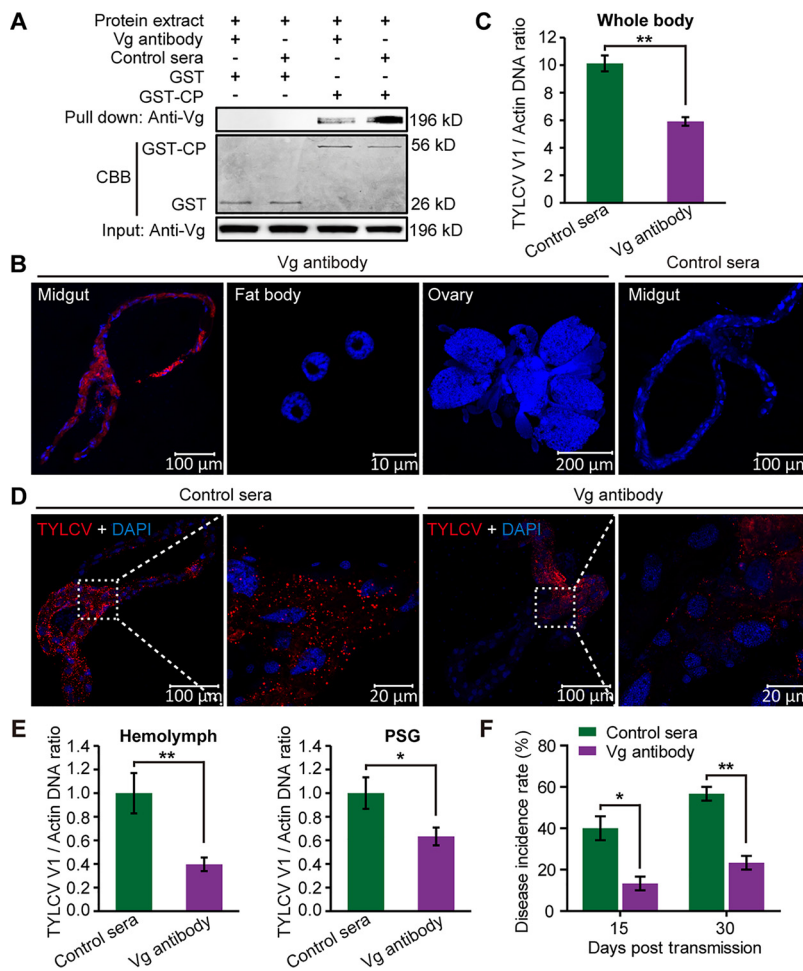 A
Protein extract + + + +
Vg antibody + - + -
Control sera - + - +
GST + + - -
GST-CP - - + +
Pull down: Anti-Vg 196 kD
CBB
GST-CP 56 kD
GST 26 kD
Input: Anti-Vg 196 kD
C
Whole body
TYLCV V1 / Actin DNA ratio
12
10
8
6
4
2
0
**
Control sera
Vg antibody
B
Vg antibody
Control sera
Midgut
Fat body
Ovary
Midgut
100 µm
10 µm
200 µm
100 µm
D
Control sera
Vg antibody
TYLCV + DAPI
TYLCV + DAPI
100 µm
20 µm
100 µm
20 µm
E
Hemolymph
TYLCV V1 / Actin DNA ratio
1.4
1.2
1.0
0.8
0.6
0.4
0.2
0.0
**
Control sera
Vg antibody
PSG
TYLCV V1 / Actin DNA ratio
1.4
1.2
1.0
0.8
0.6
0.4
0.2
0.0
*
Control sera
Vg antibody
F
Control sera
Vg antibody
Disease incidence rate (%)
80
60
40
20
0
*
**
15
30
Days post transmission